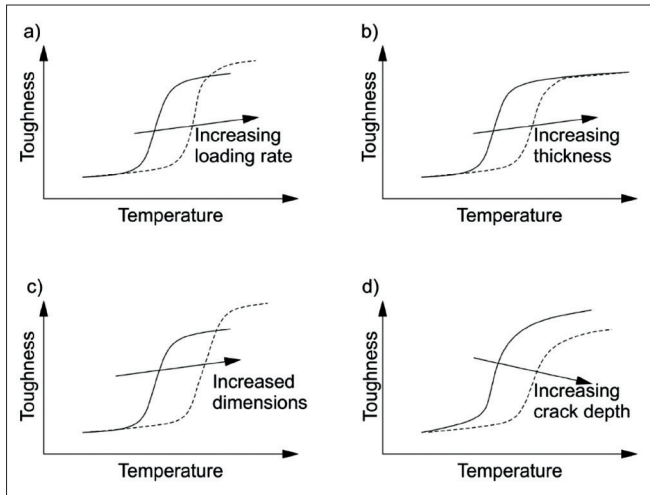 a)
Toughness
Increasing
loading rate
Temperature
b)
Toughness
Increasing
thickness
Temperature
c)
Toughness
Increased
dimensions
Temperature
d)
Toughness
Increasing
crack depth
Temperature